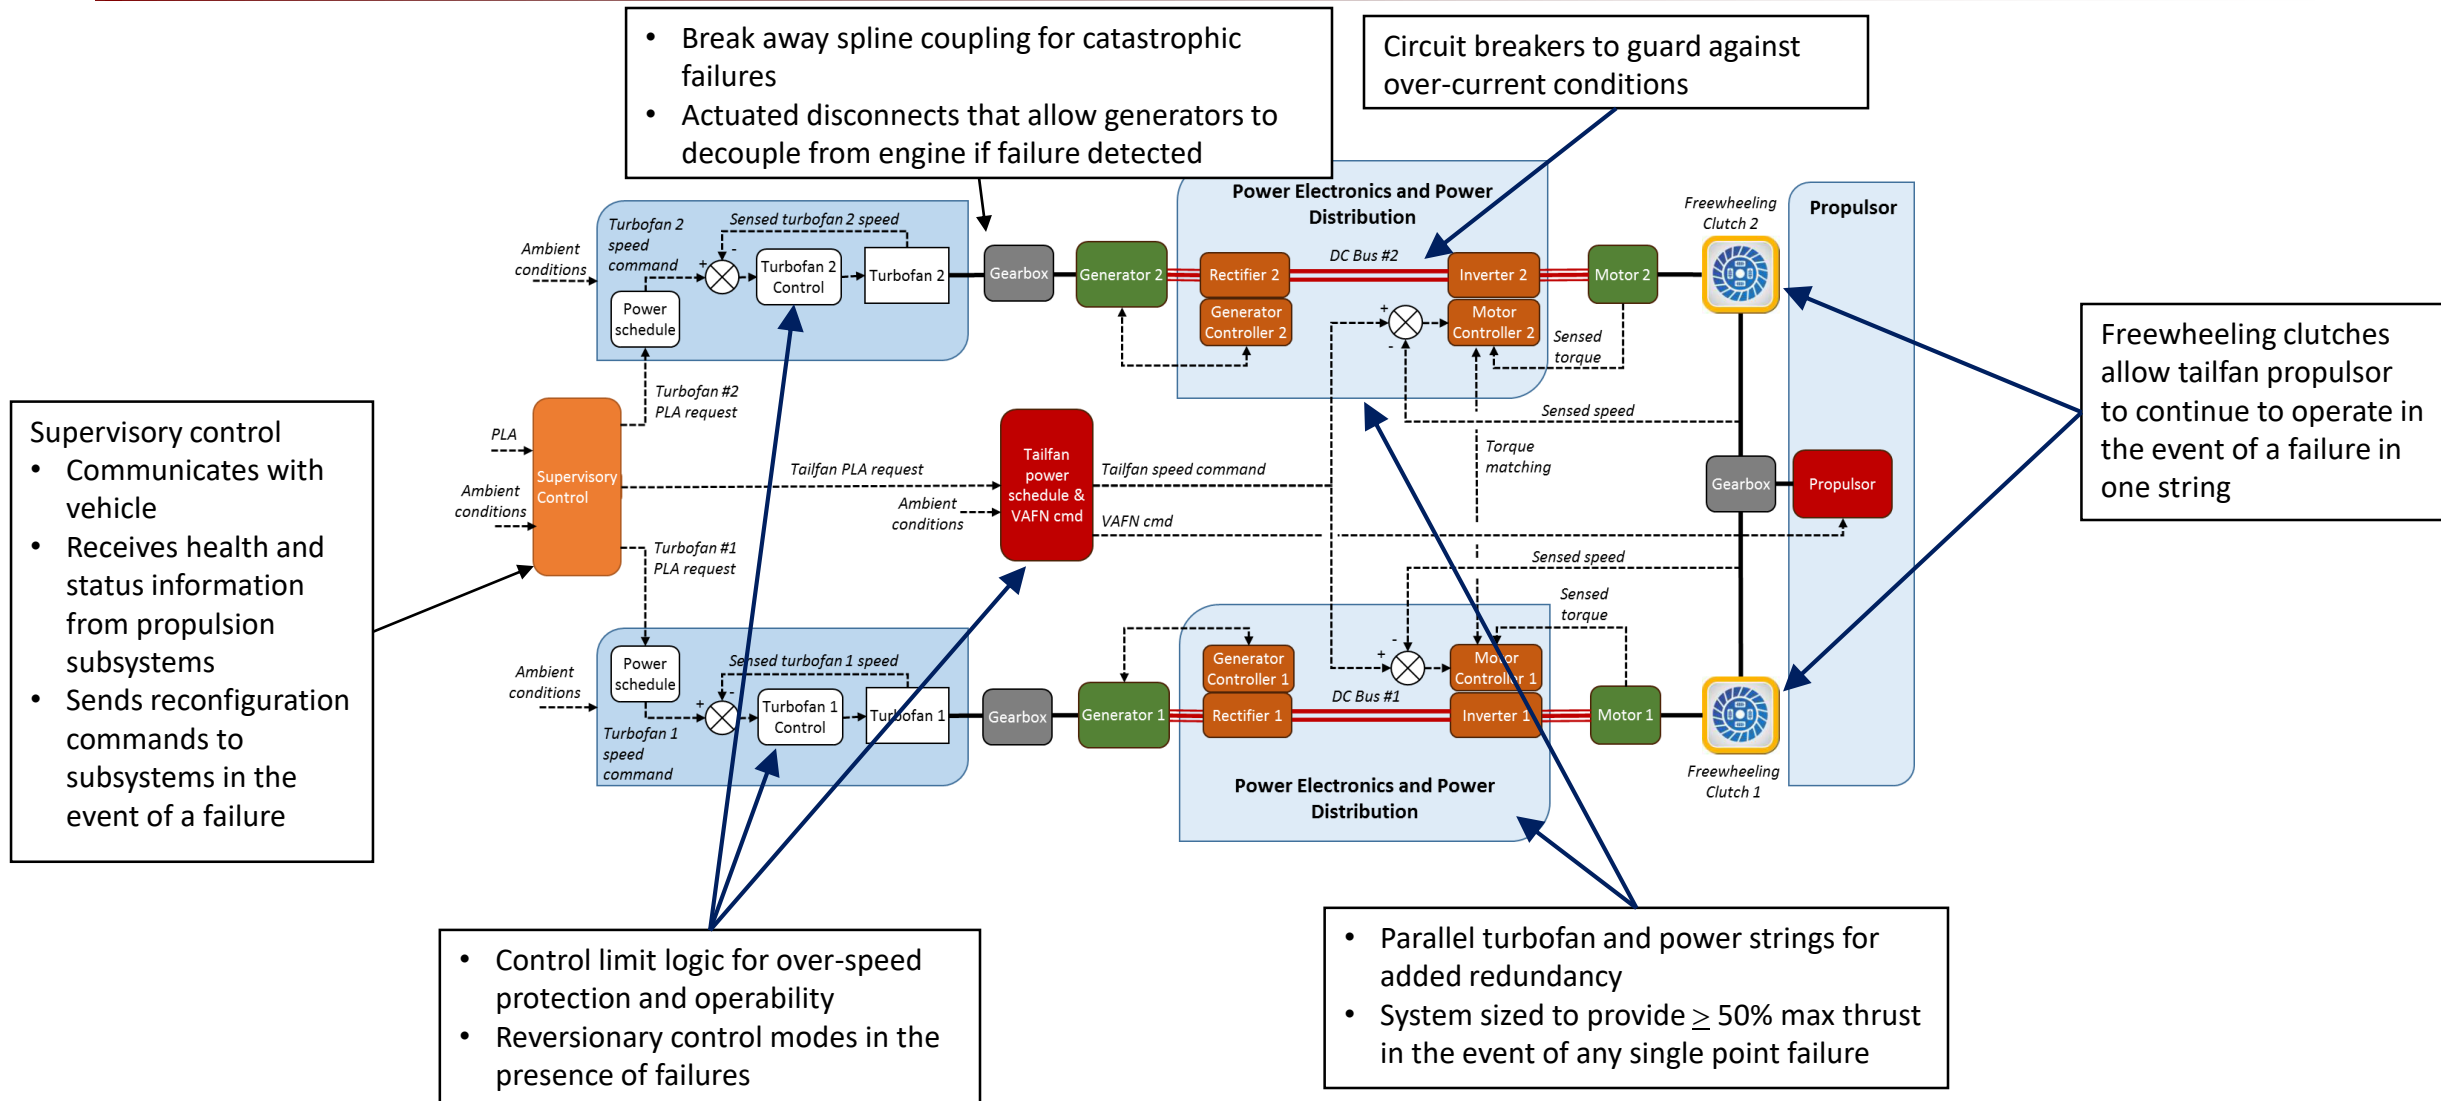 • Break away spline coupling for catastrophic
failures
• Actuated disconnects that allow generators to
decouple from engine if failure detected
Circuit breakers to guard against
over-current conditions
Power Electronics and Power
Distribution
Freewheeling
Clutch 2
Propulsor
Ambient
conditions
Turbofan 2
speed
command
Sensed turbofan 2 speed
-
+
Turbofan 2
Control
Turbofan 2
Power
schedule
Gearbox
Generator 2
Rectifier 2
DC Bus #2
Inverter 2
Motor 2
Generator
Controller 2
+
-
Motor
Controller 2
Sensed
torque
Freewheeling clutches
allow tailfan propulsor
to continue to operate in
the event of a failure in
one string
Turbofan #2
PLA request
Supervisory control
• Communicates with
vehicle
• Receives health and
status information
from propulsion
subsystems
• Sends reconfiguration
commands to
subsystems in the
event of a failure
PLA
Ambient
conditions
Supervisory
Control
Tailfan PLA request
Ambient
conditions
Tailfan
power
schedule &
VAFN cmd
Tailfan speed command
VAFN cmd
Sensed speed
Torque
matching
Gearbox
Propulsor
Turbofan #1
PLA request
Sensed speed
Sensed
torque
Ambient
conditions
Power
schedule
Sensed turbofan 1 speed
-
+
Turbofan 1
Control
Turbofan 1
Turbofan 1
speed
command
Gearbox
Generator 1
Generator
Controller 1
Rectifier 1
DC Bus #1
-
+
Motor
Controller 1
Inverter 1
Motor 1
Freewheeling
Clutch 1
Power Electronics and Power
Distribution
• Control limit logic for over-speed
protection and operability
• Reversionary control modes in the
presence of failures
• Parallel turbofan and power strings for
added redundancy
• System sized to provide ≥ 50% max thrust
in the event of any single point failure